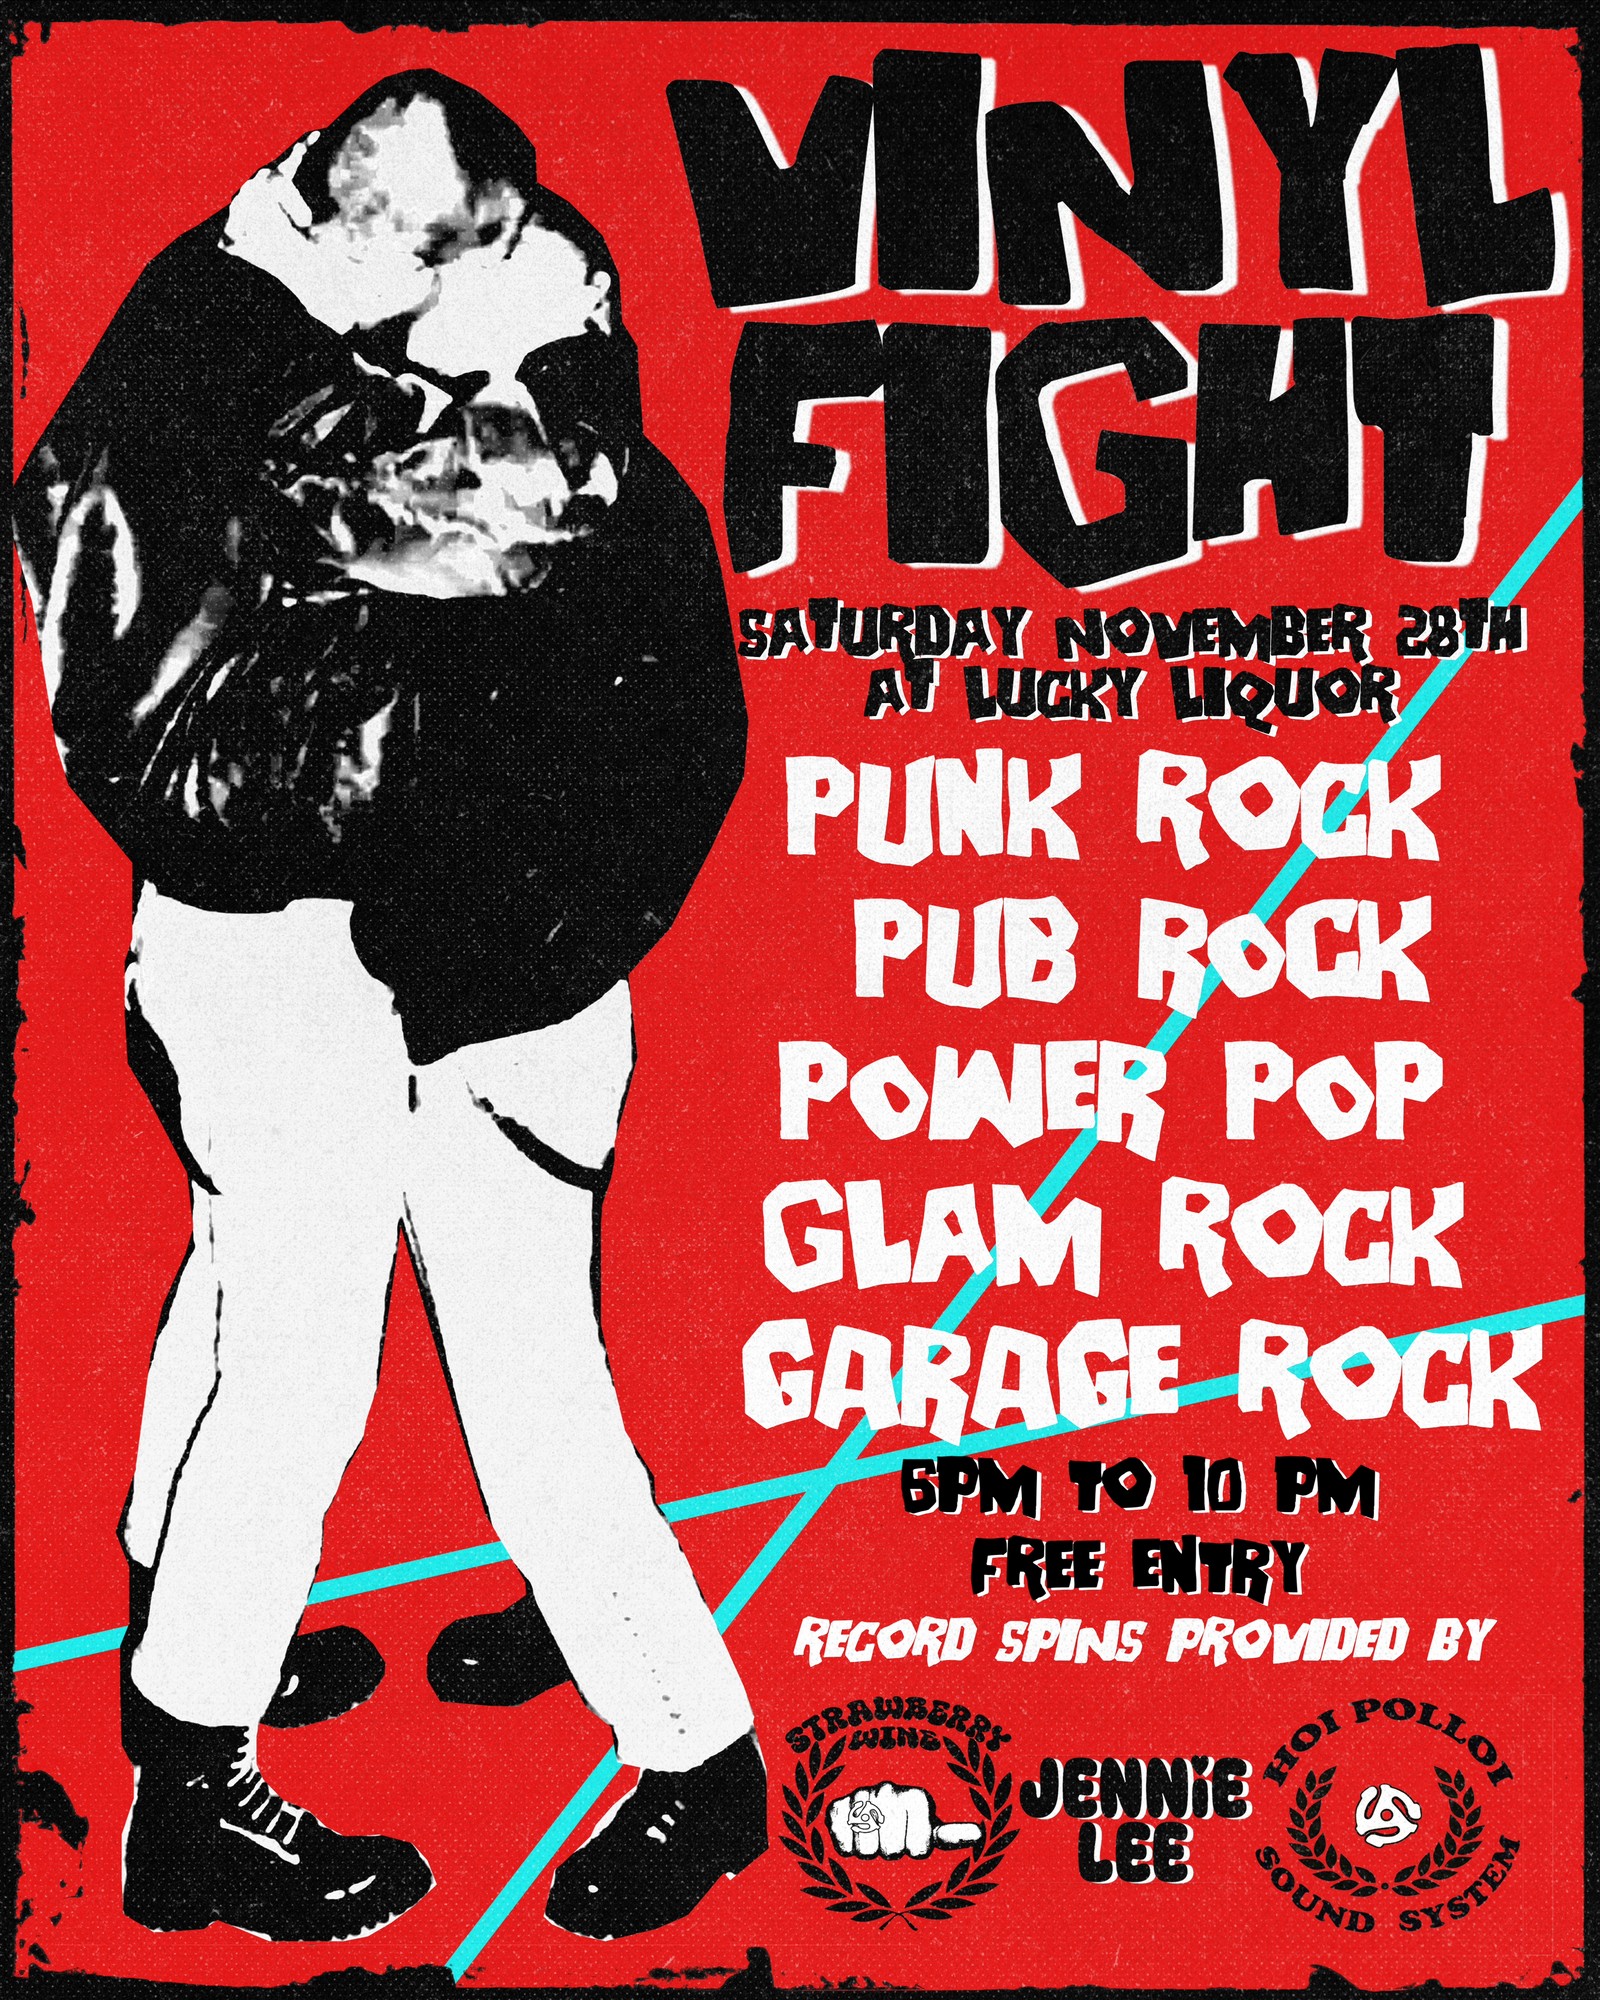 VINYL
FIGHT
SATURDAY NOVEMBER 28TH
AT LUCKY LIQUOR
PUNK ROCK
PUB ROCK
POWER POP
GLAM ROCK
GARAGE ROCK
6PM TO 10 PM
FREE ENTRY
RECORD SPINS PROVIDED BY
STRAWBERRY
WINE
JENNiE
LEE
HOI POLLOI
SOUND SYSTEM